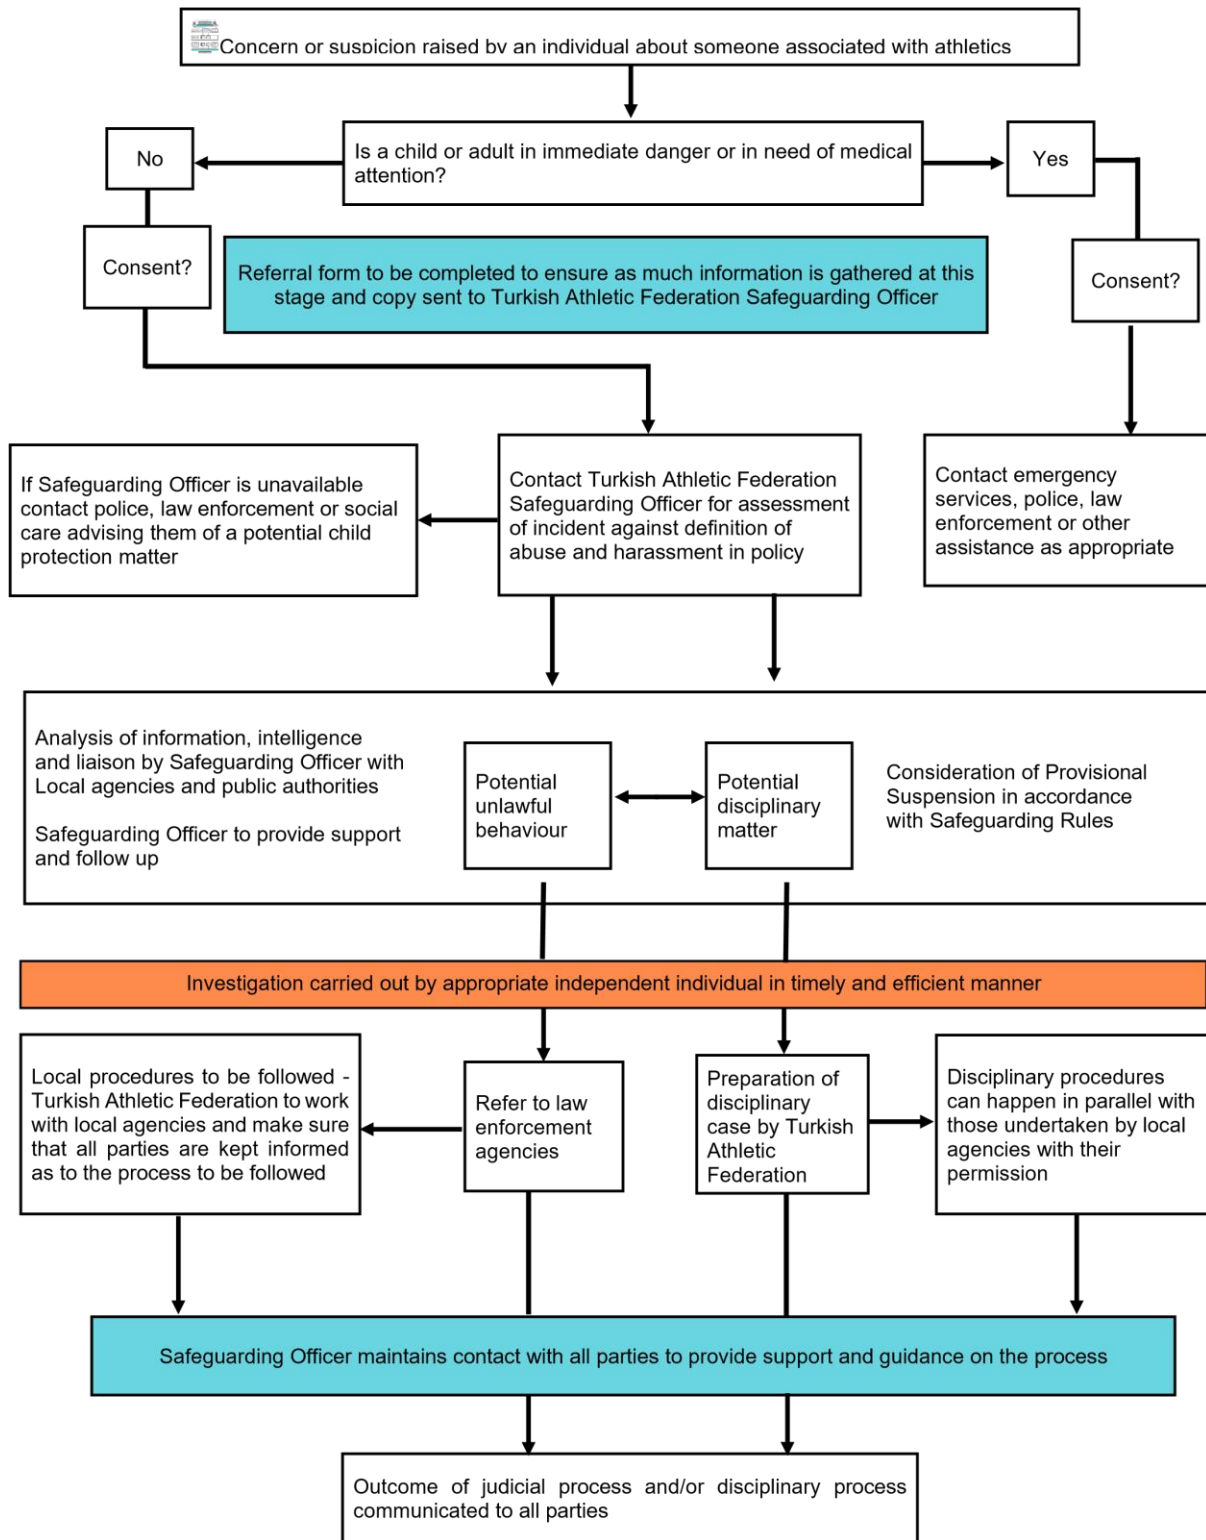 Concern or suspicion raised by an individual about someone associated with athletics
No
Is a child or adult in immediate danger or in need of medical
attention?
Yes
Consent?
Referral form to be completed to ensure as much information is gathered at this
stage and copy sent to Turkish Athletic Federation Safeguarding Officer
Consent?
If Safeguarding Officer is unavailable
contact police, law enforcement or social
care advising them of a potential child
protection matter
Contact Turkish Athletic Federation
Safeguarding Officer for assessment
of incident against definition of
abuse and harassment in policy
Contact emergency
services, police, law
enforcement or other
assistance as appropriate
Analysis of information, intelligence
and liaison by Safeguarding Officer with
Local agencies and public authorities
Safeguarding Officer to provide support
and follow up
Potential
unlawful
behaviour
Potential
disciplinary
matter
Consideration of Provisional
Suspension in accordance
with Safeguarding Rules
Investigation carried out by appropriate independent individual in timely and efficient manner
Local procedures to be followed -
Turkish Athletic Federation to work
with local agencies and make sure
that all parties are kept informed
as to the process to be followed
Refer to law
enforcement
agencies
Preparation of
disciplinary
case by Turkish
Athletic
Federation
Disciplinary procedures
can happen in parallel with
those undertaken by local
agencies with their
permission
Safeguarding Officer maintains contact with all parties to provide support and guidance on the process
Outcome of judicial process and/or disciplinary process
communicated to all parties